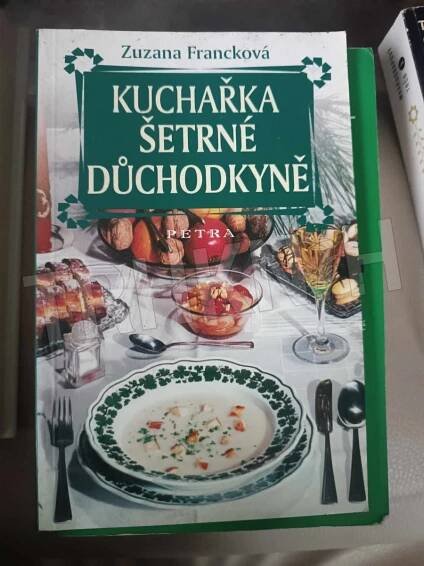 Zuzana Francková
KUCHAŘKA
ŠETRNÉ
DŮCHODKYNĚ
PETRA